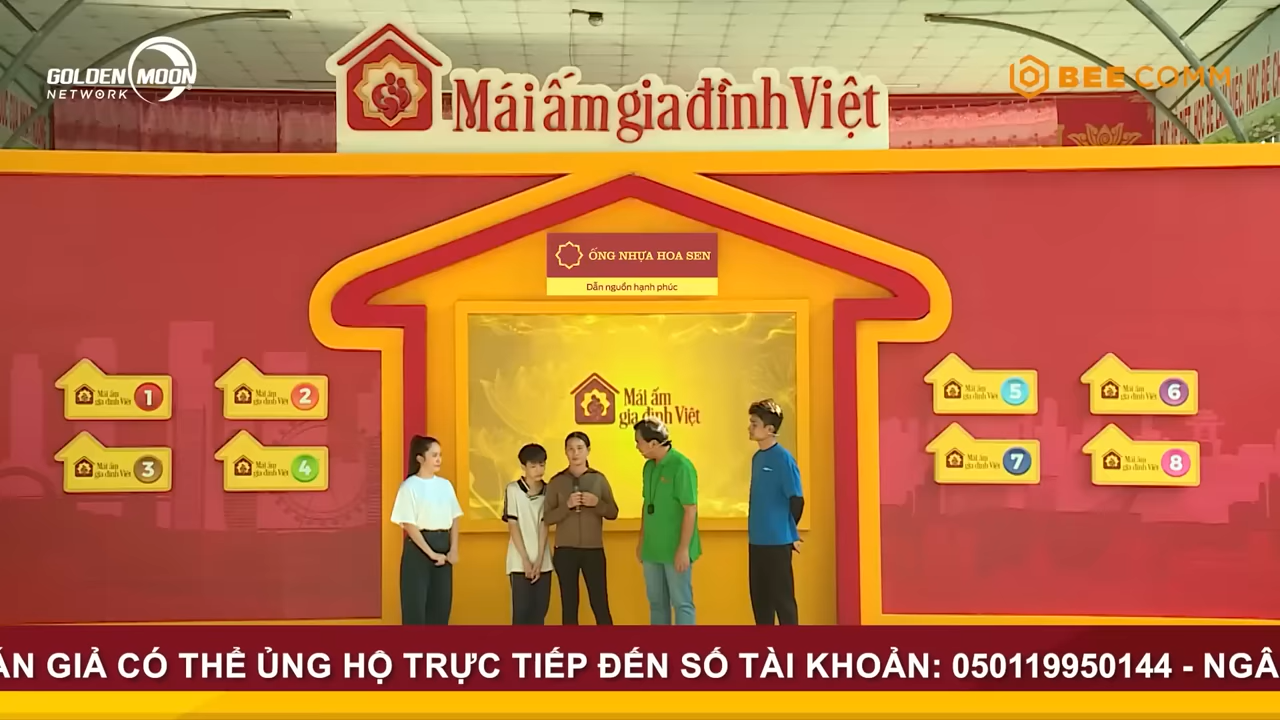 GOLDEN MOON
NETWORK
BEE COMM
Mái ấm gia đình Việt
ỐNG NHỰA HOA SEN
Dẫn nguồn hạnh phúc
Mái ấm
gia đình Việt
Mái ấm
gia đình Việt
1
Mái ấm
gia đình Việt
2
Mái ấm
gia đình Việt
3
Mái ấm
gia đình Việt
4
Mái ấm
gia đình Việt
5
Mái ấm
gia đình Việt
6
Mái ấm
gia đình Việt
7
Mái ấm
gia đình Việt
8
ÁN GIẢ CÓ THỂ ỦNG HỘ TRỰC TIẾP ĐẾN SỐ TÀI KHOẢN: 050119950144 - NGÂ